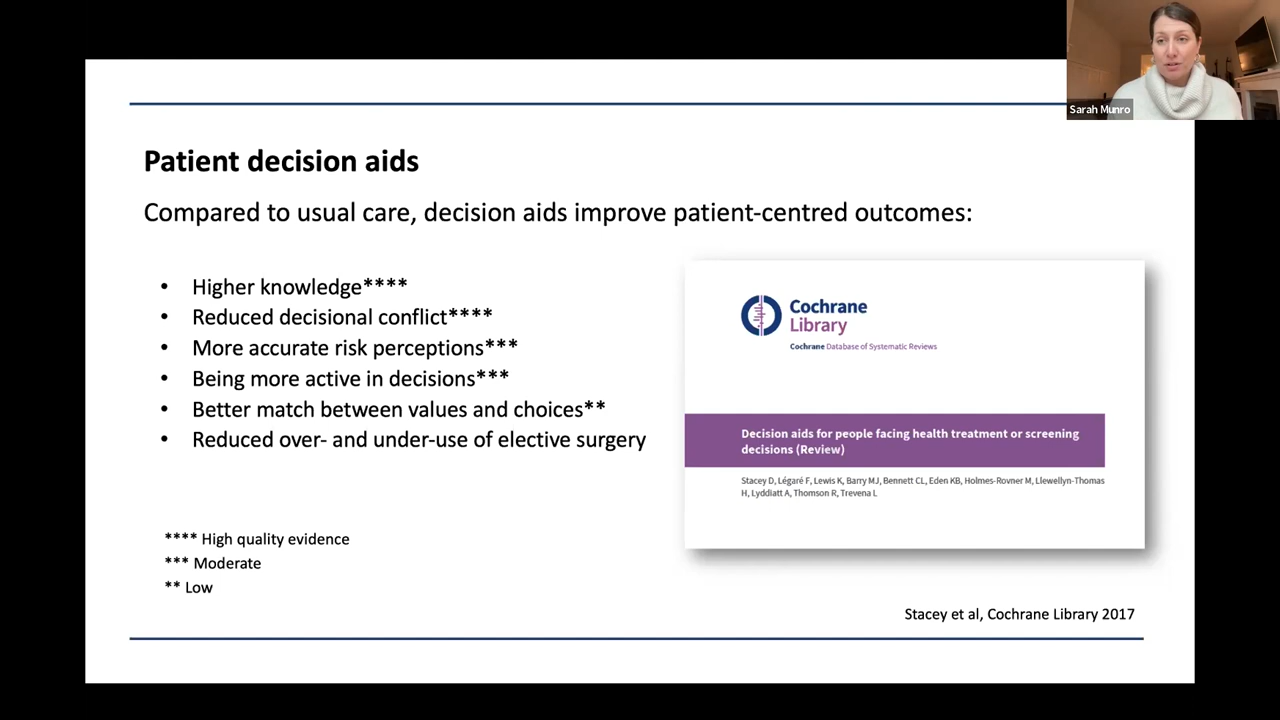 Sarah Munro
Patient decision aids
Compared to usual care, decision aids improve patient-centred outcomes:
• Higher knowledge****
• Reduced decisional conflict****
• More accurate risk perceptions***
• Being more active in decisions***
• Better match between values and choices**
• Reduced over- and under-use of elective surgery
**** High quality evidence
*** Moderate
** Low
Cochrane
Library
Cochrane Database of Systematic Reviews
Decision aids for people facing health treatment or screening
decisions (Review)
Stacey D, Légaré F, Lewis K, Barry MJ, Bennett CL, Eden KB, Holmes-Rovner M, Llewellyn-Thomas
H, Lyddiatt A, Thomson R, Trevena L
Stacey et al, Cochrane Library 2017